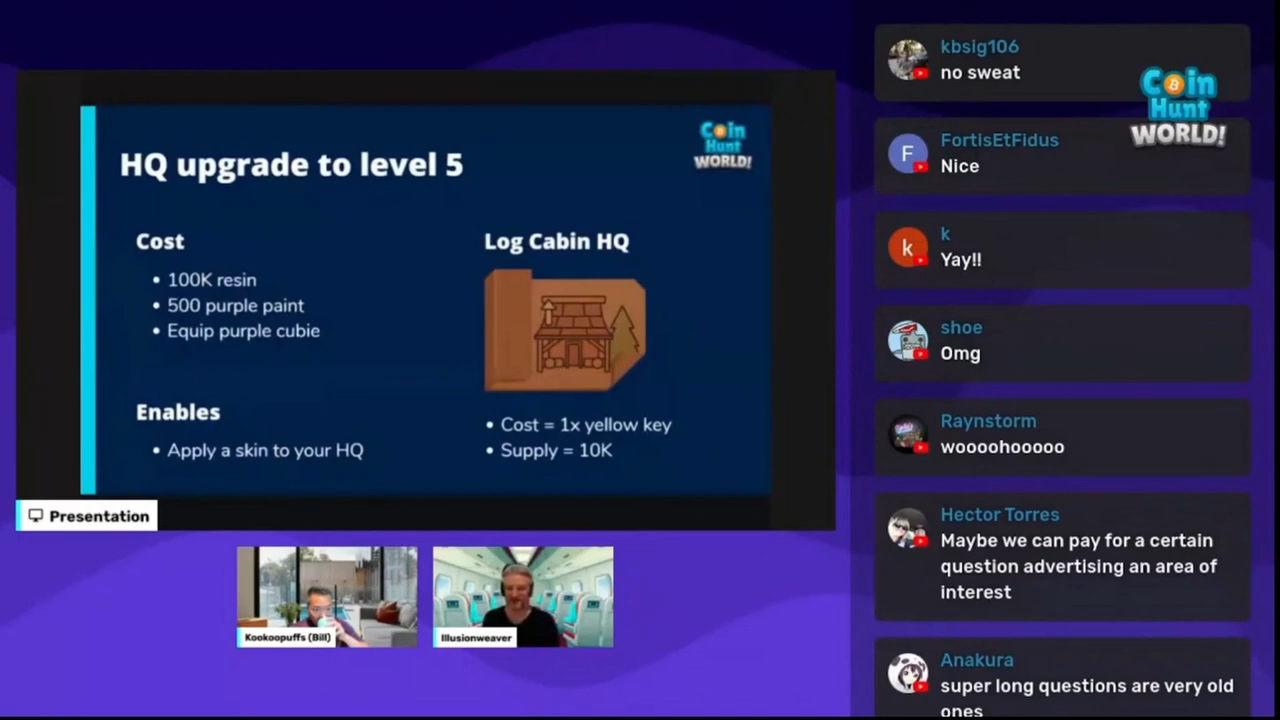 HQ upgrade to level 5
Coin
Hunt
WORLD!
Cost
• 100K resin
• 500 purple paint
• Equip purple cubie
Enables
• Apply a skin to your HQ
Log Cabin HQ
• Cost = 1x yellow key
• Supply = 10K
Presentation
Kookoopuffs (Bill)
Illusionweaver
kbsig106
no sweat
Coin
Hunt
WORLD!
F
FortisEtFidus
Nice
k
k
Yay!!
shoe
Omg
Raynstorm
woooohooooo
Hector Torres
Maybe we can pay for a certain
question advertising an area of
interest
Anakura
super long questions are very old
ones